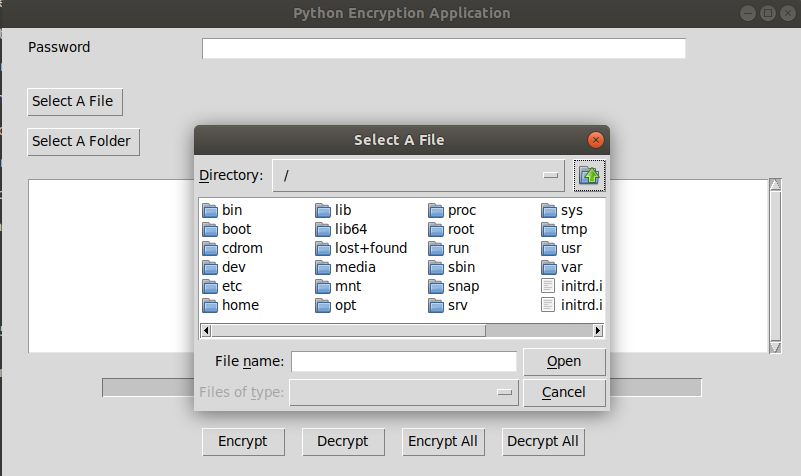 Python Encryption Application
Password
Select A File
Select A Folder
Select A File
Directory: /
bin lib proc sys
boot lib64 root tmp
cdrom lost+found run usr
dev media sbin var
etc mnt snap initrd.i
home opt srv initrd.i
File name: Open
Files of type: Cancel
Encrypt Decrypt Encrypt All Decrypt All